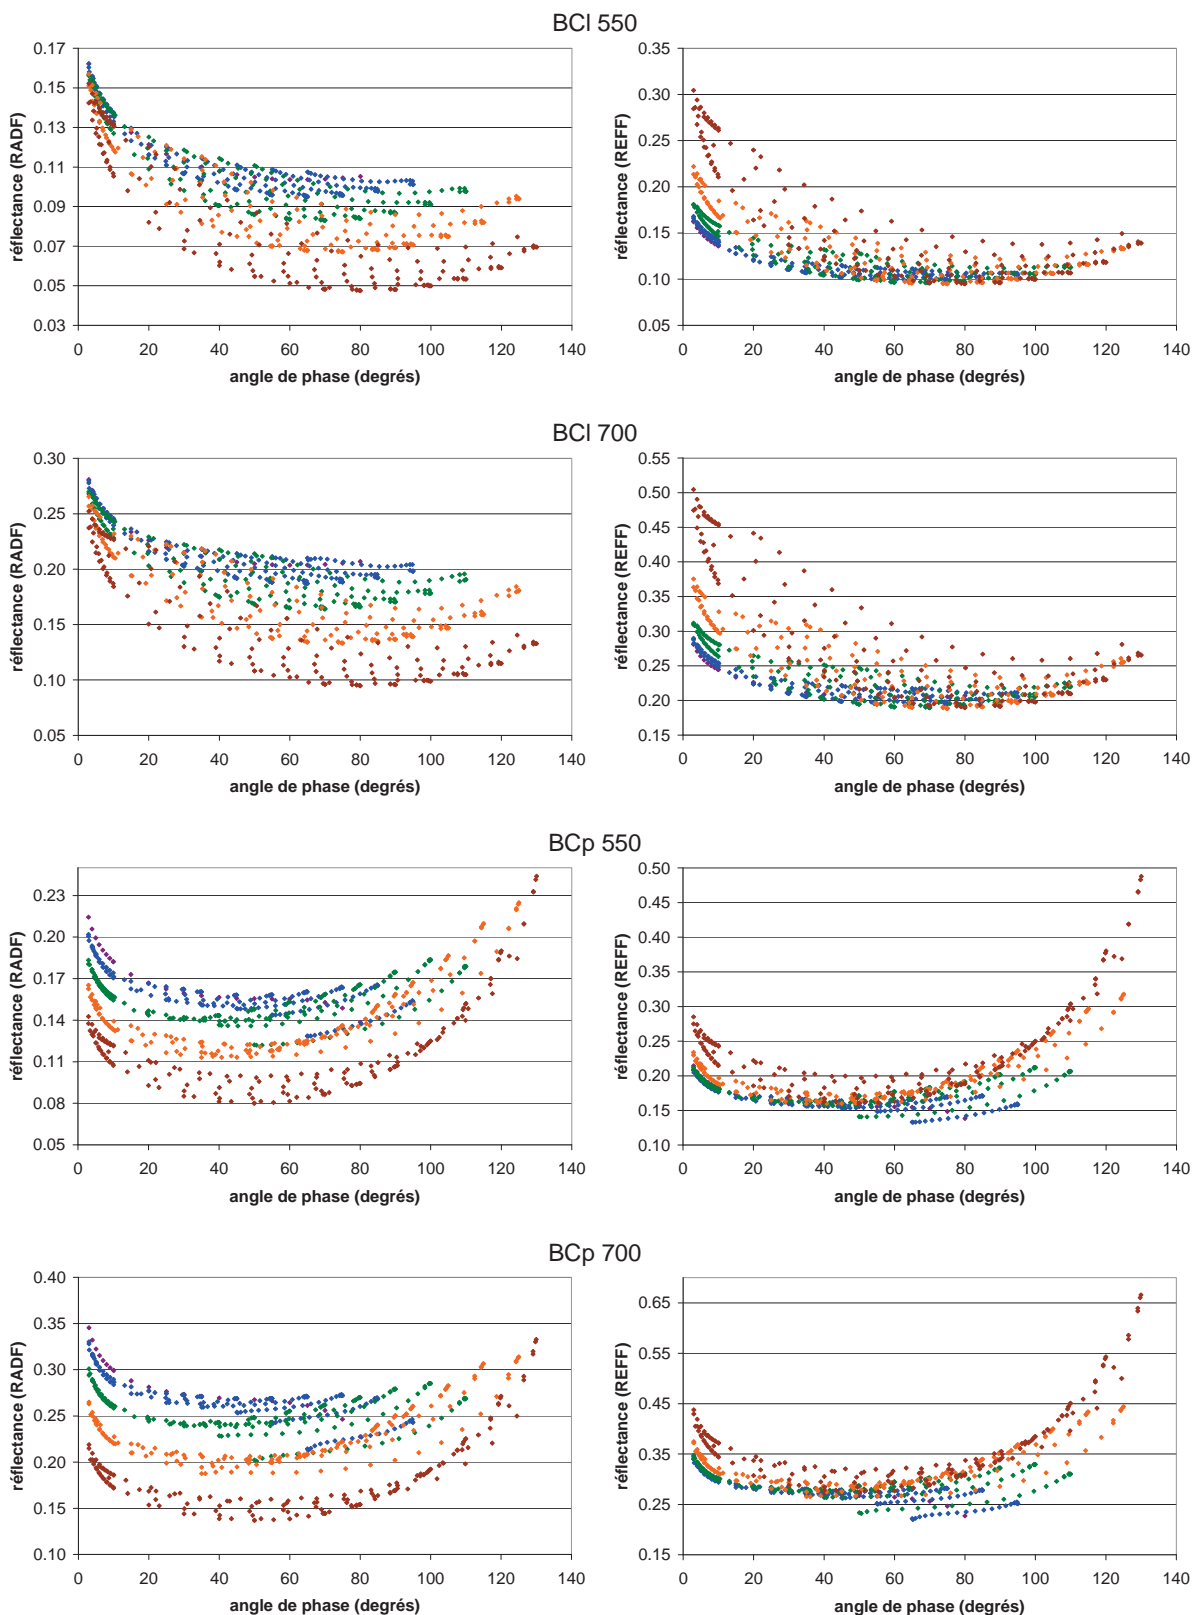 BCl 550
réflectance (RADF)
0.17
0.15
0.13
0.11
0.09
0.07
0.05
0.03
0 20 40 60 80 100 120 140
angle de phase (degrés)
réflectance (REFF)
0.35
0.30
0.25
0.20
0.15
0.10
0.05
0 20 40 60 80 100 120 140
angle de phase (degrés)
BCl 700
réflectance (RADF)
0.30
0.25
0.20
0.15
0.10
0.05
0 20 40 60 80 100 120 140
angle de phase (degrés)
réflectance (REFF)
0.55
0.50
0.45
0.40
0.35
0.30
0.25
0.20
0.15
0 20 40 60 80 100 120 140
angle de phase (degrés)
BCp 550
réflectance (RADF)
0.23
0.20
0.17
0.14
0.11
0.08
0.05
0 20 40 60 80 100 120 140
angle de phase (degrés)
réflectance (REFF)
0.50
0.45
0.40
0.35
0.30
0.25
0.20
0.15
0.10
0 20 40 60 80 100 120 140
angle de phase (degrés)
BCp 700
réflectance (RADF)
0.40
0.35
0.30
0.25
0.20
0.15
0.10
0 20 40 60 80 100 120 140
angle de phase (degrés)
réflectance (REFF)
0.65
0.55
0.45
0.35
0.25
0.15
0 20 40 60 80 100 120 140
angle de phase (degrés)